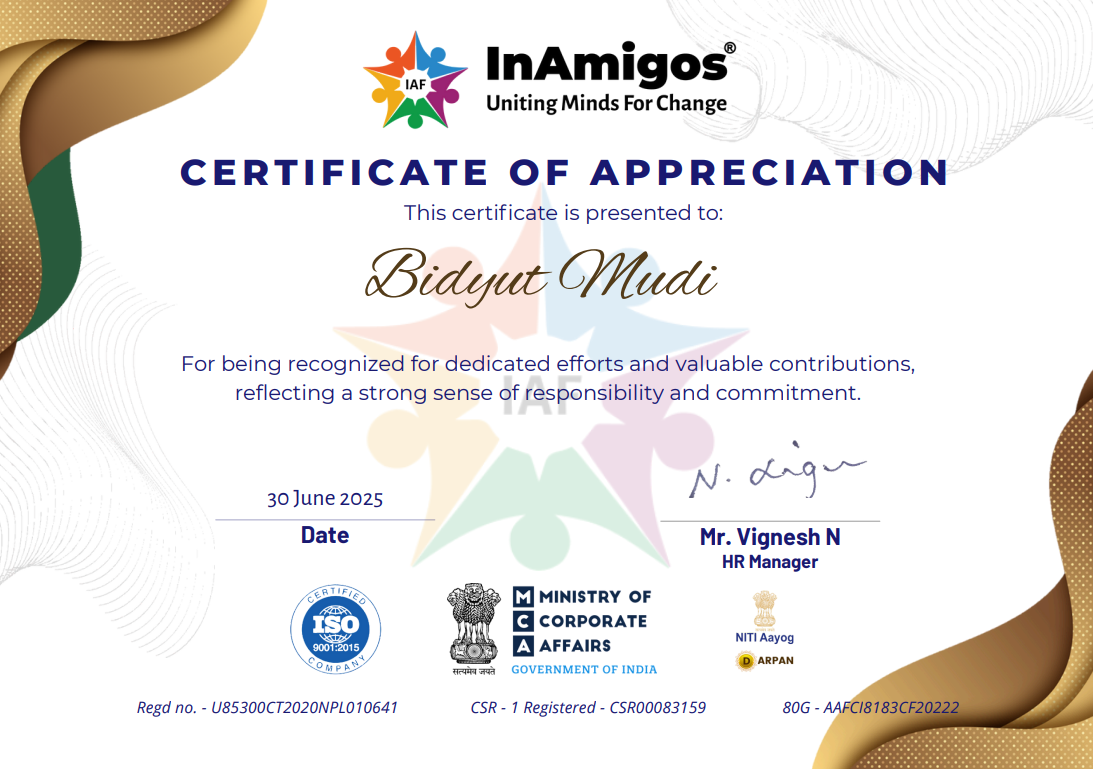 IAF
InAmigos®
Uniting Minds For Change
CERTIFICATE OF APPRECIATION
This certificate is presented to:
Bidyut Mudi
For being recognized for dedicated efforts and valuable contributions,
reflecting a strong sense of responsibility and commitment.
IAF
30 June 2025
Date
Mr. Vignesh N
HR Manager
CERTIFIED
ISO
9001:2015
COMPANY
सत्यमेव जयते
M MINISTRY OF
C CORPORATE
A AFFAIRS
GOVERNMENT OF INDIA
NITI Aayog
D ARPAN
Regd no. - U85300CT2020NPL010641
CSR - 1 Registered - CSR00083159
80G - AAFCI8183CF20222